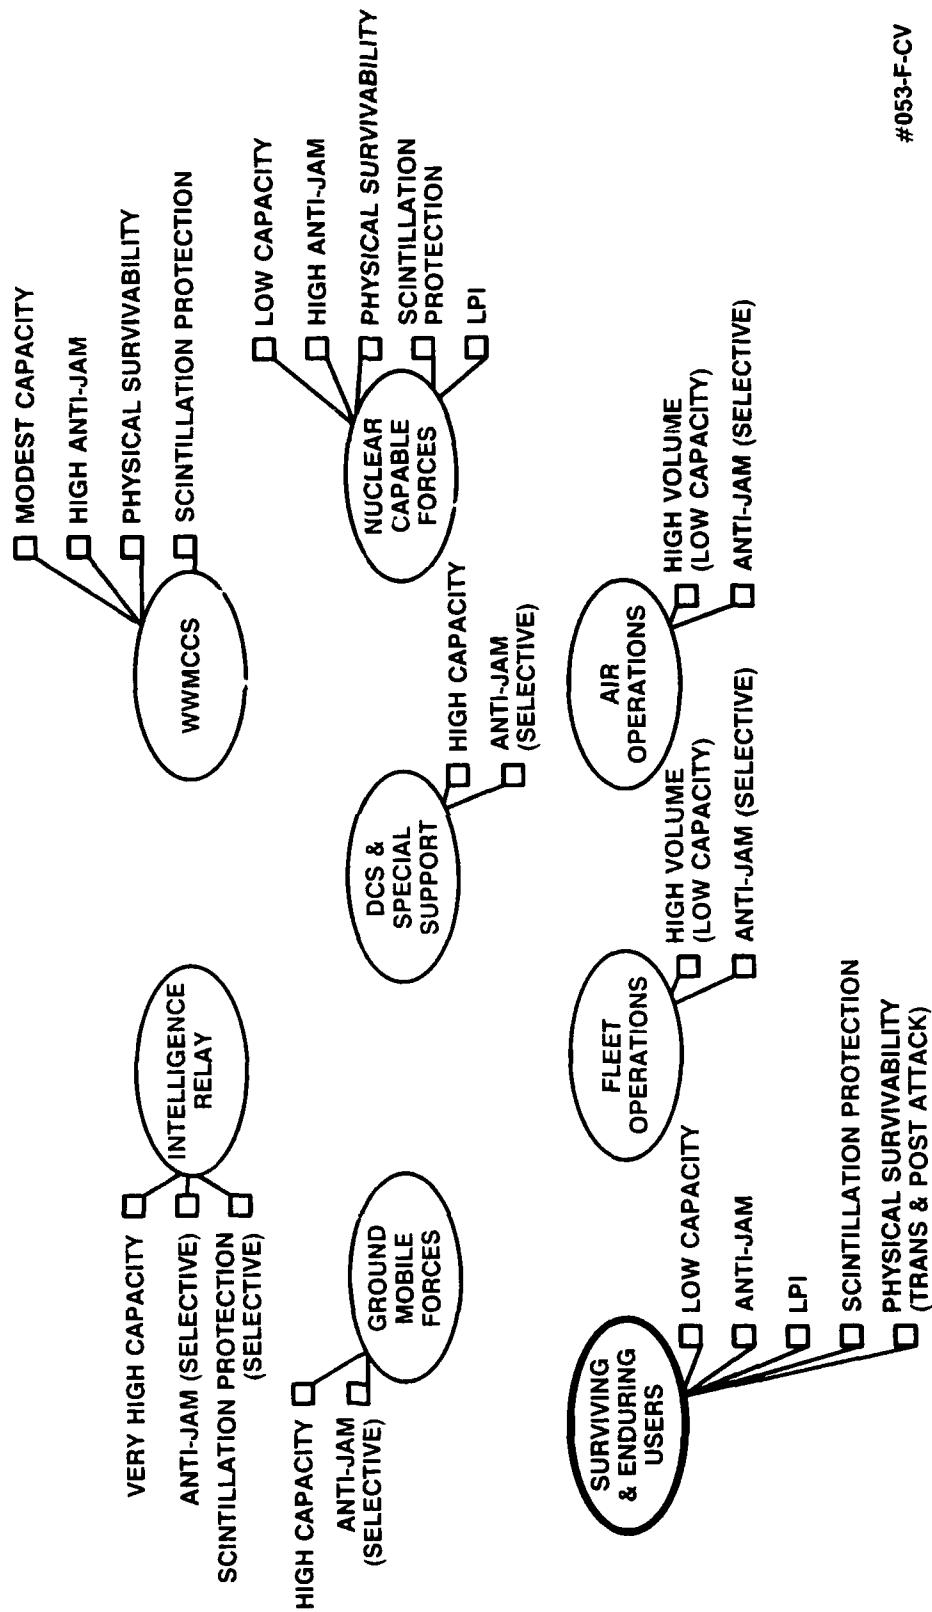 MODEST CAPACITY
HIGH ANTI-JAM
PHYSICAL SURVIVABILITY
SCINTILLATION PROTECTION
WWMCCS
VERY HIGH CAPACITY
ANTI-JAM (SELECTIVE)
SCINTILLATION PROTECTION
(SELECTIVE)
INTELLIGENCE
RELAY
HIGH CAPACITY
ANTI-JAM
(SELECTIVE)
GROUND
MOBILE
FORCES
DCS &
SPECIAL
SUPPORT
HIGH CAPACITY
ANTI-JAM
(SELECTIVE)
NUCLEAR
CAPABLE
FORCES
LOW CAPACITY
HIGH ANTI-JAM
PHYSICAL SURVIVABILITY
SCINTILLATION
PROTECTION
LPI
SURVIVING
& ENDURING
USERS
LOW CAPACITY
ANTI-JAM
LPI
SCINTILLATION PROTECTION
PHYSICAL SURVIVABILITY
(TRANS & POST ATTACK)
FLEET
OPERATIONS
HIGH VOLUME
(LOW CAPACITY)
ANTI-JAM (SELECTIVE)
AIR
OPERATIONS
HIGH VOLUME
(LOW CAPACITY)
ANTI-JAM (SELECTIVE)
#053-F-CV